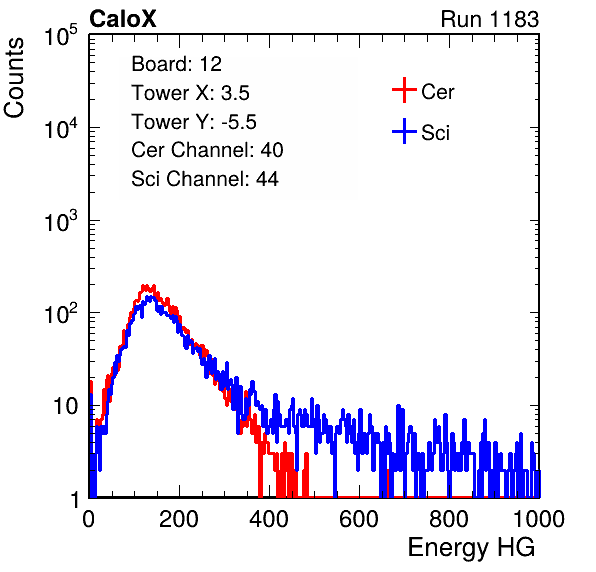 CaloX Run 1183
Counts
10^5
10^4
10^3
10^2
10
1
Board: 12
Tower X: 3.5
Tower Y: -5.5
Cer Channel: 40
Sci Channel: 44
Cer
Sci
0 200 400 600 800 1000
Energy HG